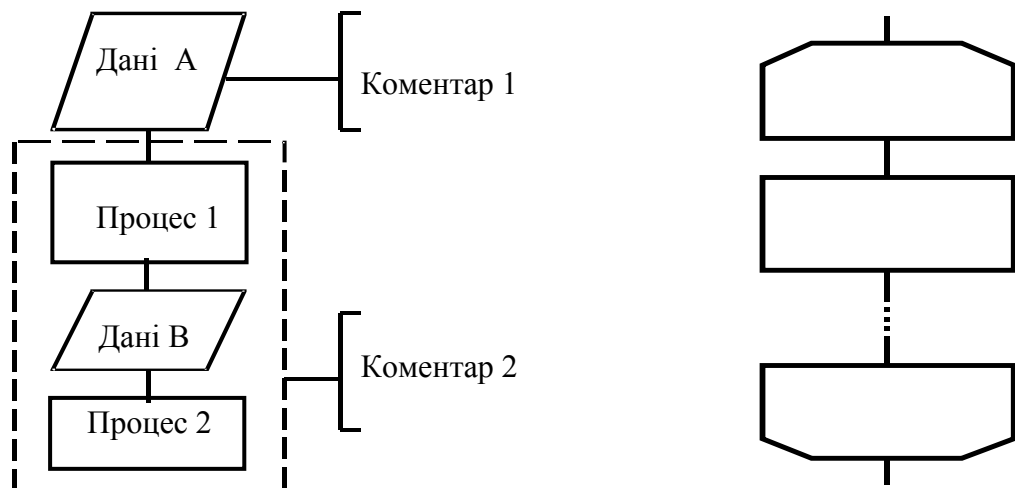 Дані А
Коментар 1
Процес 1
Дані В
Коментар 2
Процес 2